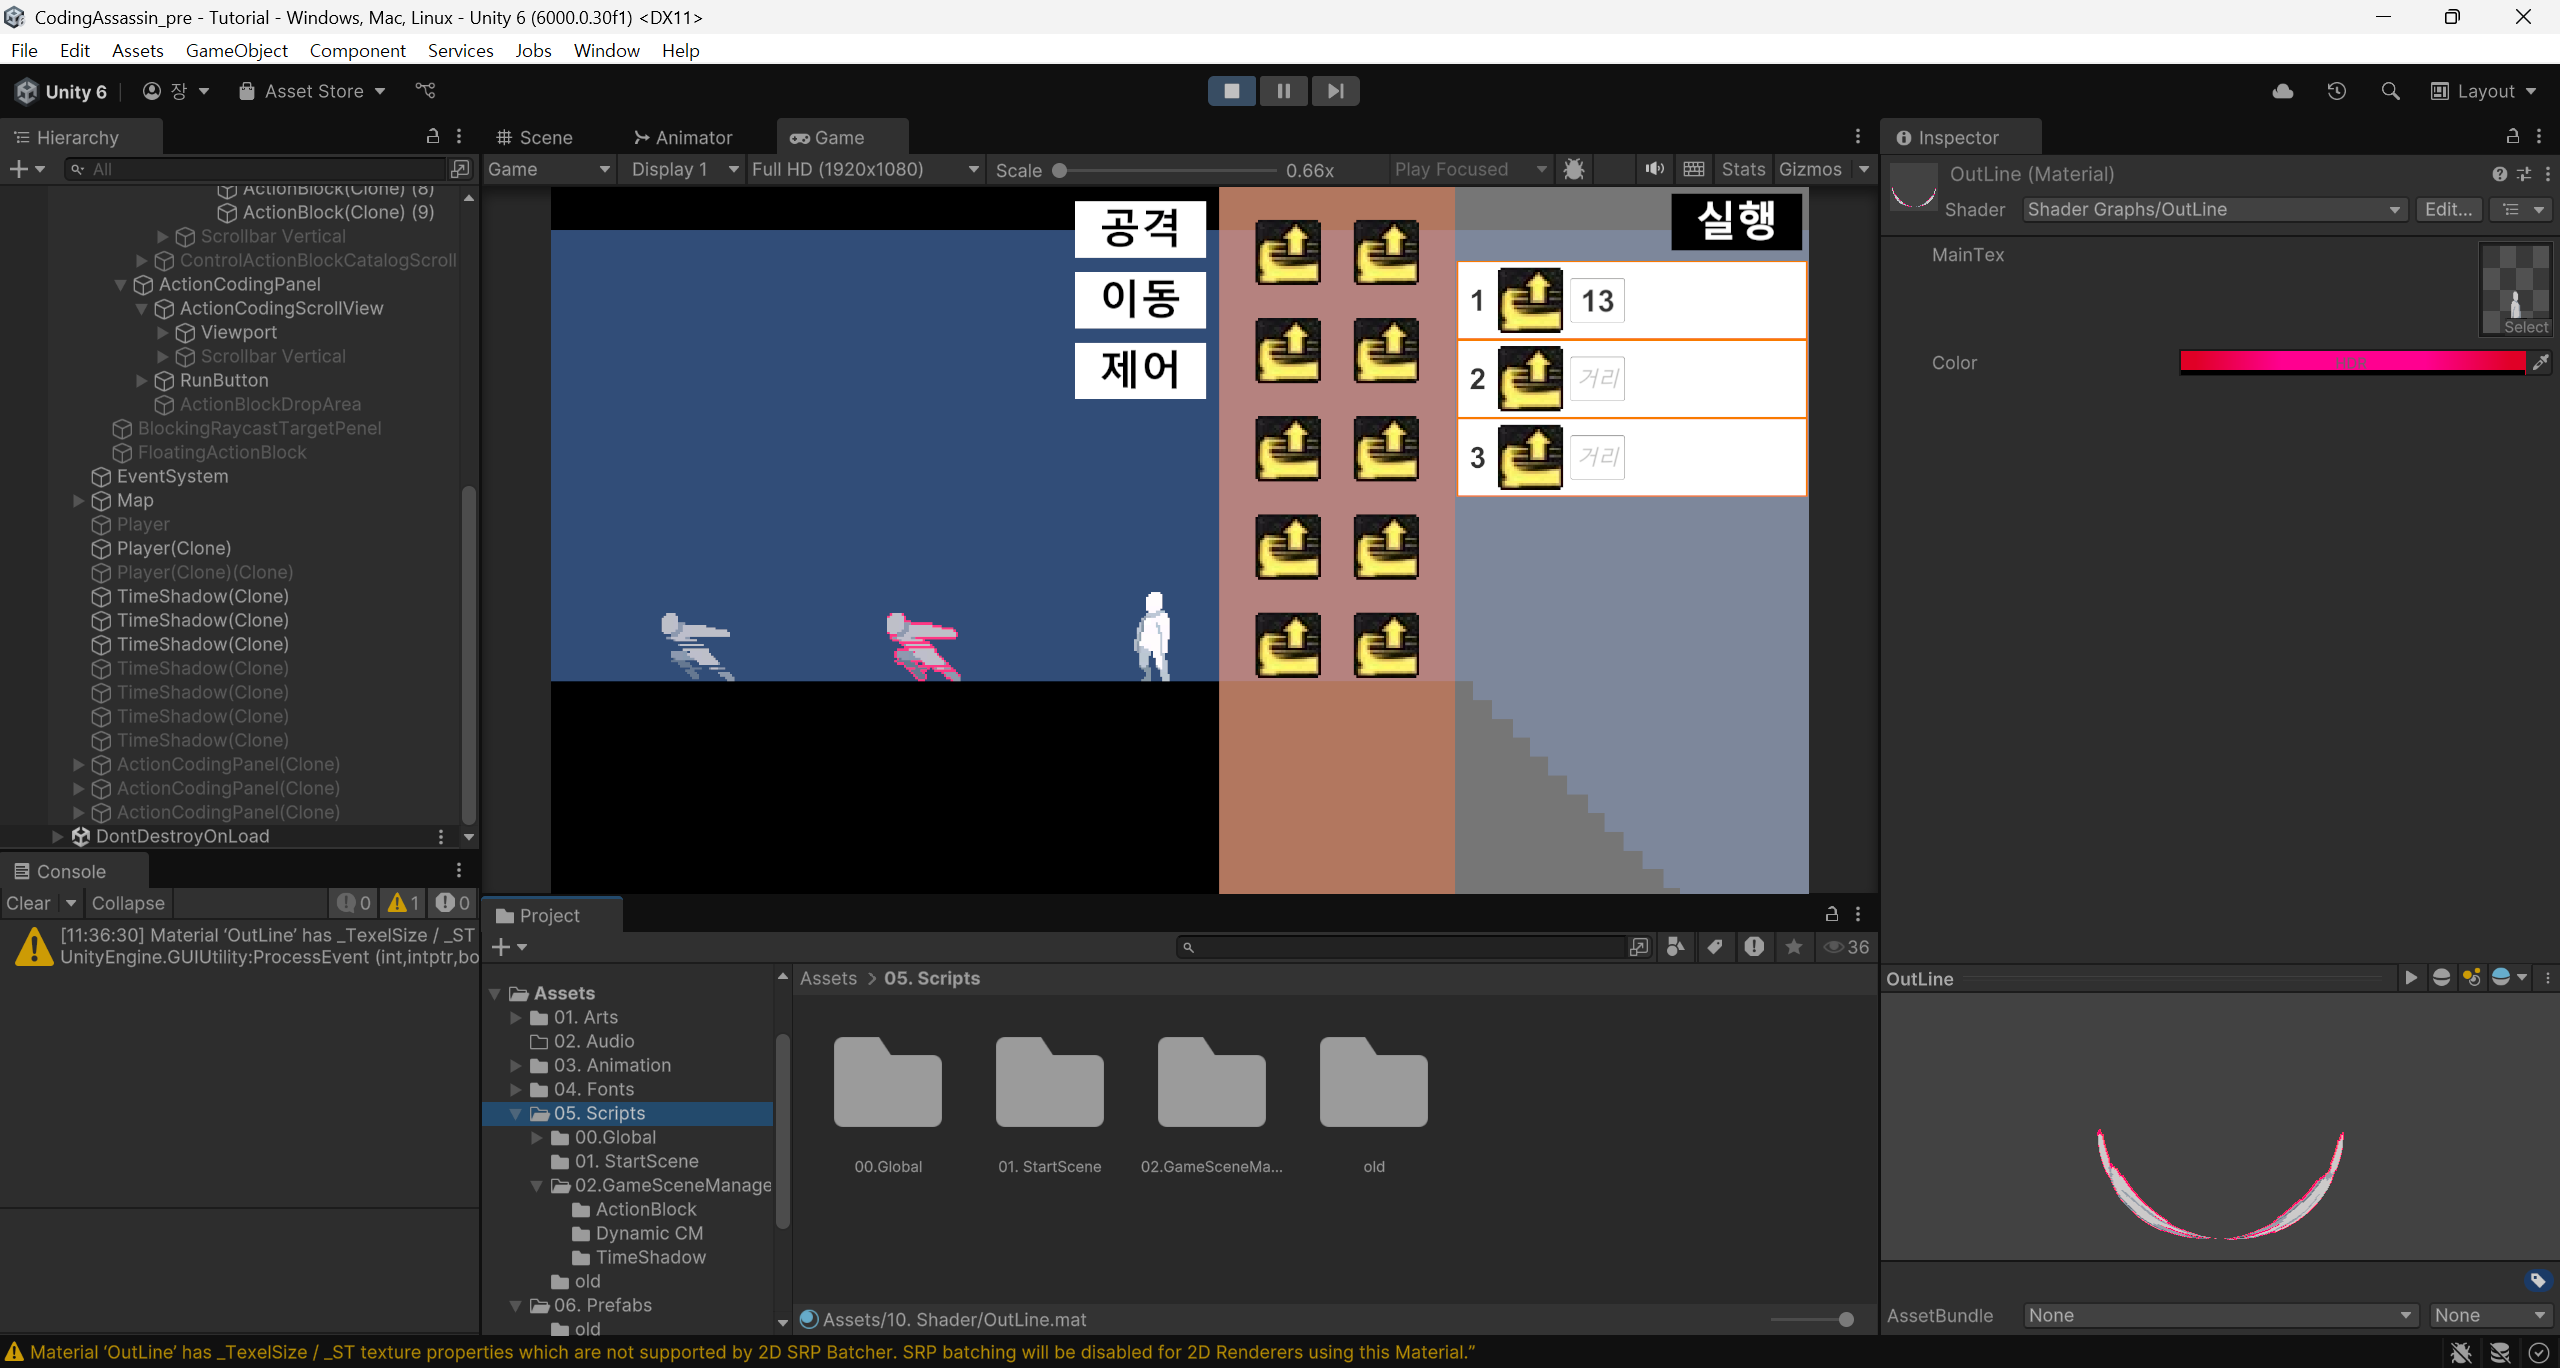 CodingAssassin_pre - Tutorial - Windows, Mac, Linux - Unity 6 (6000.0.30f1) <DX11>
File Edit Assets GameObject Component Services Jobs Window Help
Unity 6 장 Asset Store Layout
Hierarchy
All
ActionBlock(Clone) (8)
ActionBlock(Clone) (9)
Scrollbar Vertical
ControlActionBlockCatalogScroll
ActionCodingPanel
ActionCodingScrollView
Viewport
Scrollbar Vertical
RunButton
ActionBlockDropArea
BlockingRaycastTargetPenel
FloatingActionBlock
EventSystem
Map
Player
Player(Clone)
Player(Clone)(Clone)
TimeShadow(Clone)
TimeShadow(Clone)
TimeShadow(Clone)
TimeShadow(Clone)
TimeShadow(Clone)
TimeShadow(Clone)
TimeShadow(Clone)
ActionCodingPanel(Clone)
ActionCodingPanel(Clone)
ActionCodingPanel(Clone)
DontDestroyOnLoad
Console
Clear Collapse 0 1 0
[11:36:30] Material 'OutLine' has _TexelSize / _ST
UnityEngine.GUIUtility:ProcessEvent (int,intptr,bo
Scene Animator Game
Game Display 1 Full HD (1920x1080) Scale 0.66x Play Focused Stats Gizmos
공격
이동
제어
실행
1 13
2 거리
3 거리
Project
36
Assets
01. Arts
02. Audio
03. Animation
04. Fonts
05. Scripts
00.Global
01. StartScene
02.GameSceneManage
ActionBlock
Dynamic CM
TimeShadow
old
06. Prefabs
old
Assets > 05. Scripts
00.Global 01. StartScene 02.GameSceneMa... old
Assets/10. Shader/OutLine.mat
Inspector
OutLine (Material)
Shader Shader Graphs/OutLine Edit...
MainTex
Select
Color HDR
OutLine
AssetBundle None None
Material 'OutLine' has _TexelSize / _ST texture properties which are not supported by 2D SRP Batcher. SRP batching will be disabled for 2D Renderers using this Material."